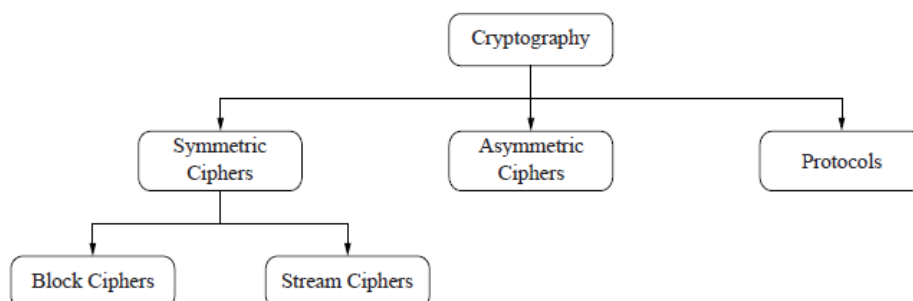 Cryptography
Symmetric
Ciphers
Asymmetric
Ciphers
Protocols
Block Ciphers
Stream Ciphers